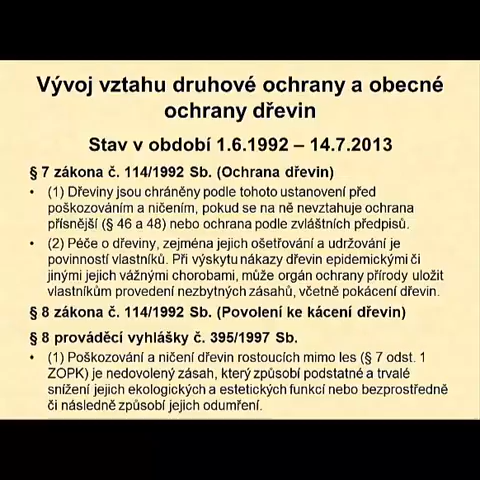 Vývoj vztahu druhové ochrany a obecné
ochrany dřevin
Stav v období 1.6.1992 – 14.7.2013
§ 7 zákona č. 114/1992 Sb. (Ochrana dřevin)
• (1) Dřeviny jsou chráněny podle tohoto ustanovení před
poškozováním a ničením, pokud se na ně nevztahuje ochrana
přísnější (§ 46 a 48) nebo ochrana podle zvláštních předpisů.
• (2) Péče o dřeviny, zejména jejich ošetřování a udržování je
povinností vlastníků. Při výskytu nákazy dřevin epidemickými či
jinými jejich vážnými chorobami, může orgán ochrany přírody uložit
vlastníkům provedení nezbytných zásahů, včetně pokácení dřevin.
§ 8 zákona č. 114/1992 Sb. (Povolení ke kácení dřevin)
§ 8 prováděcí vyhlášky č. 395/1997 Sb.
• (1) Poškozování a ničení dřevin rostoucích mimo les (§ 7 odst. 1
ZOPK) je nedovolený zásah, který způsobí podstatné a trvalé
snížení jejich ekologických a estetických funkcí nebo bezprostředně
či následně způsobí jejich odumření.